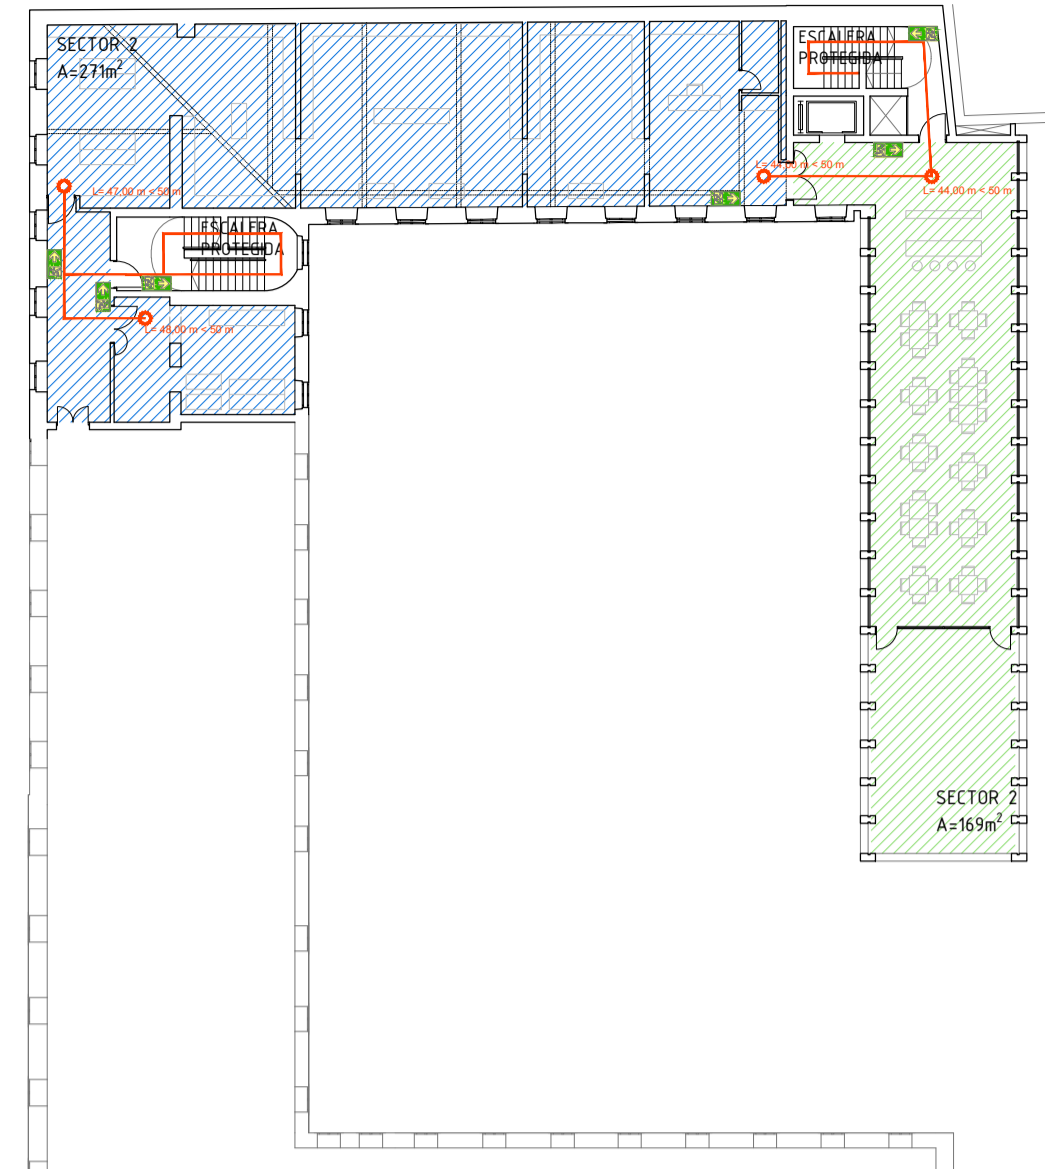 SECTOR 2
A=271m²
ESCALERA
PROTEGIDA
L= 44,00 m < 50 m
L= 47,00 m < 50 m
L= 44,00 m < 50 m
ESCALERA
PROTEGIDA
L= 48,00 m < 50 m
SECTOR 2
A=169m²